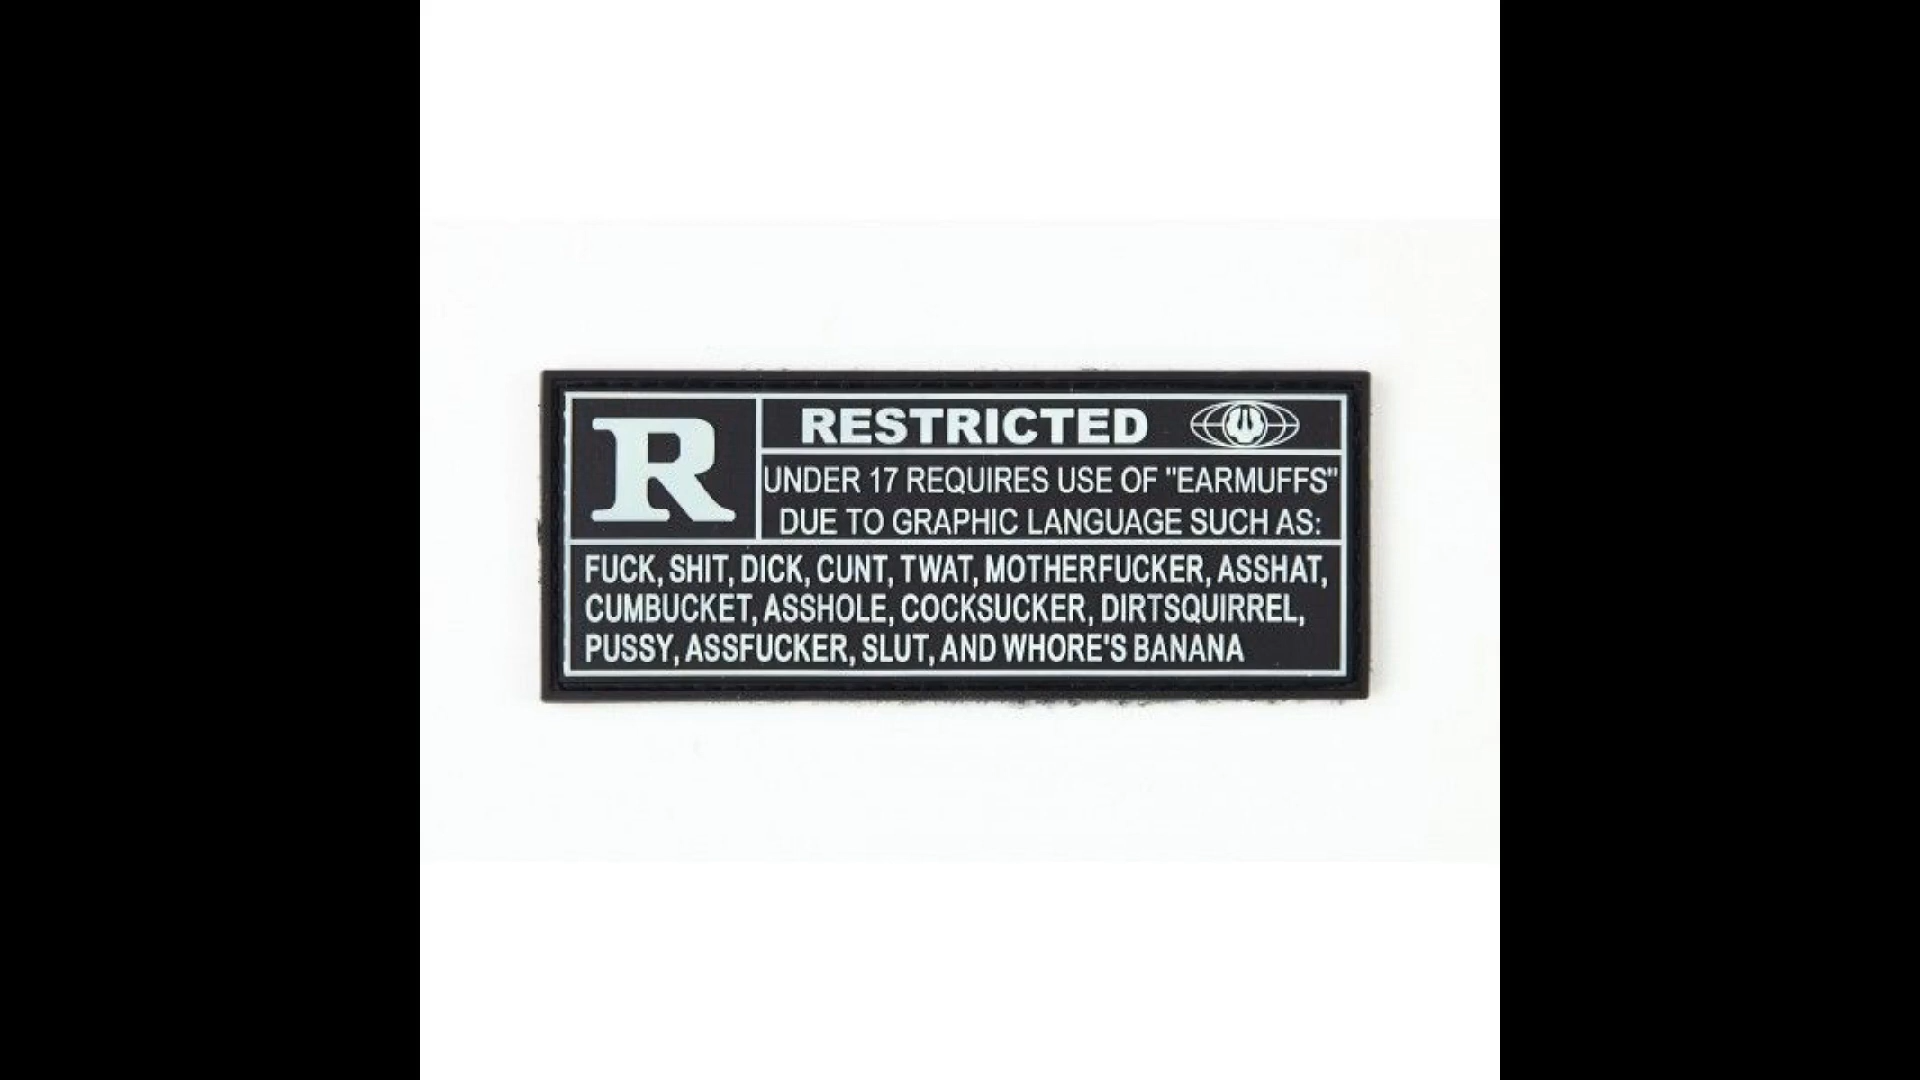 R
RESTRICTED
UNDER 17 REQUIRES USE OF "EARMUFFS"
DUE TO GRAPHIC LANGUAGE SUCH AS:
FUCK, SHIT, DICK, CUNT, TWAT, MOTHERFUCKER, ASSHAT,
CUMBUCKET, ASSHOLE, COCKSUCKER, DIRTSQUIRREL,
PUSSY, ASSFUCKER, SLUT, AND WHORE'S BANANA